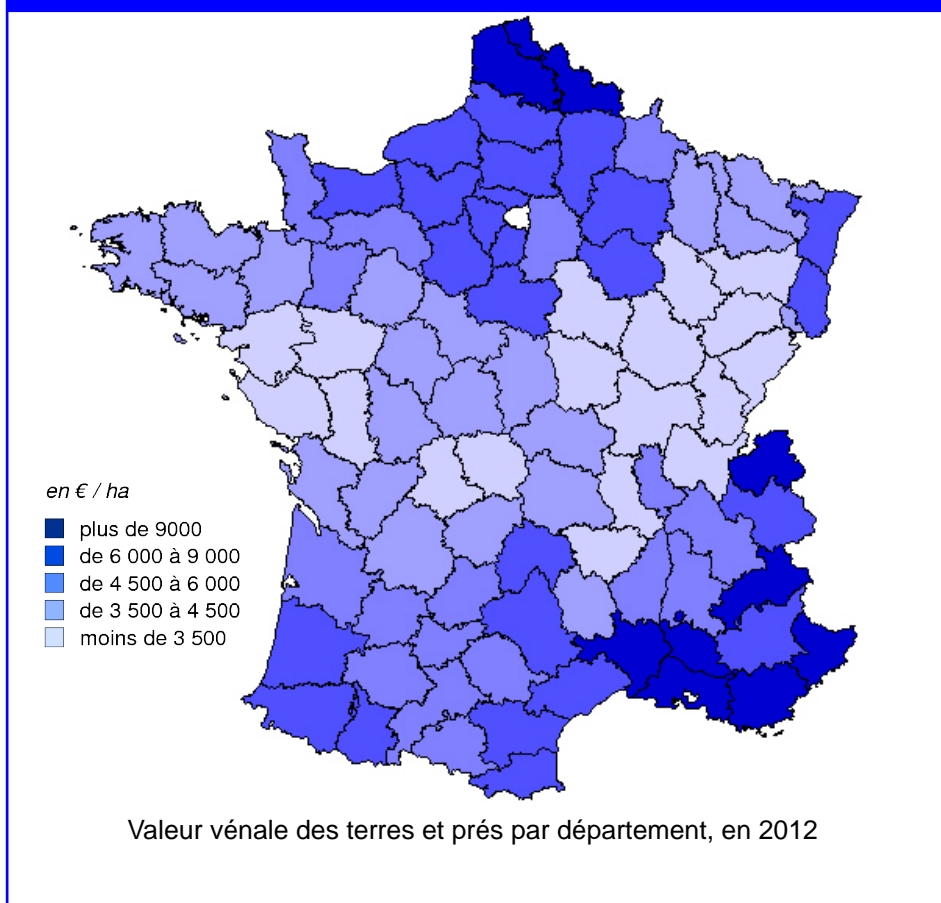 en € / ha
plus de 9000
de 6 000 à 9 000
de 4 500 à 6 000
de 3 500 à 4 500
moins de 3 500
Valeur vénale des terres et prés par département, en 2012